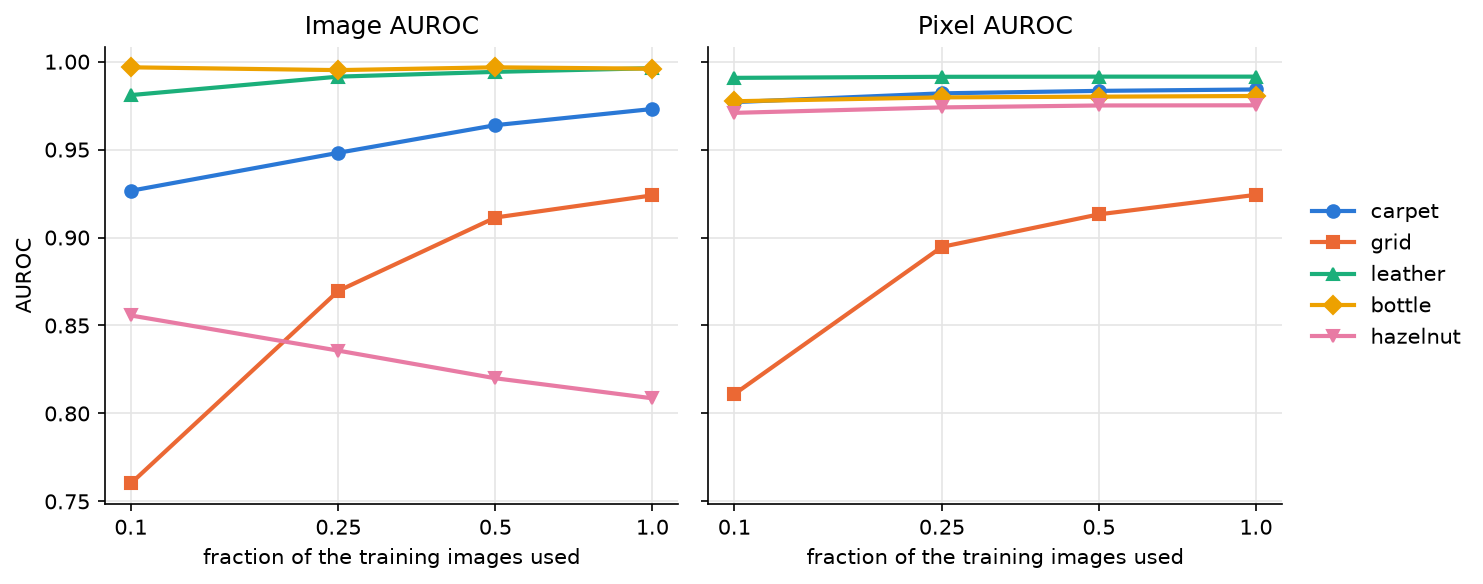 Image AUROC
Pixel AUROC
AUROC
1.00
0.95
0.90
0.85
0.80
0.75
0.1
0.25
0.5
1.0
0.1
0.25
0.5
1.0
fraction of the training images used
fraction of the training images used
carpet
grid
leather
bottle
hazelnut